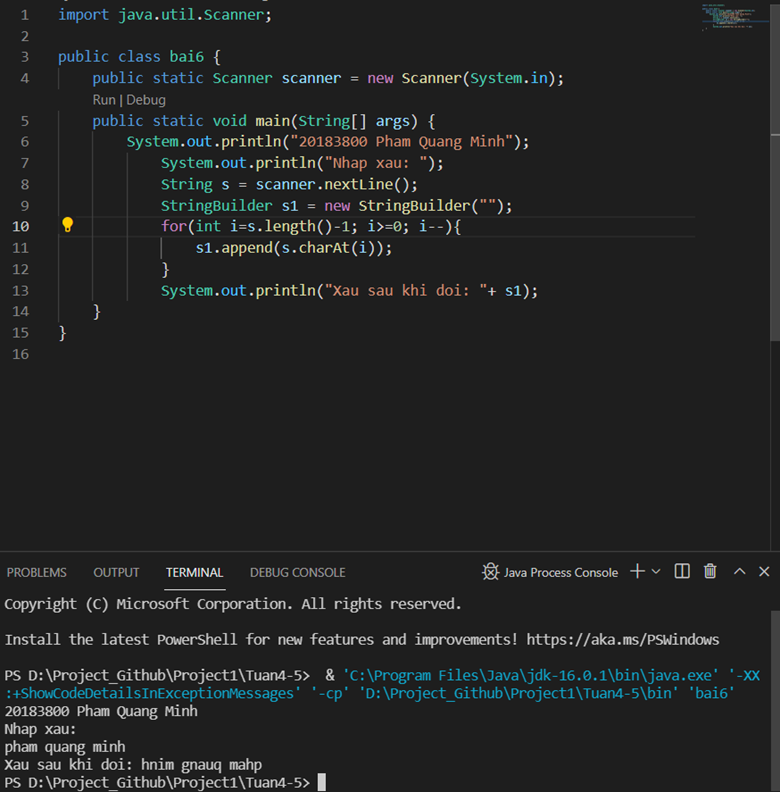 1 import java.util.Scanner;
2
3 public class bai6 {
4 public static Scanner scanner = new Scanner(System.in);
Run | Debug
5 public static void main(String[] args) {
6 System.out.println("20183800 Pham Quang Minh");
7 System.out.println("Nhap xau: ");
8 String s = scanner.nextLine();
9 StringBuilder s1 = new StringBuilder("");
10 for(int i=s.length()-1; i>=0; i--){
11 s1.append(s.charAt(i));
12 }
13 System.out.println("Xau sau khi doi: "+ s1);
14 }
15 }
16
PROBLEMS OUTPUT TERMINAL DEBUG CONSOLE Java Process Console
Copyright (C) Microsoft Corporation. All rights reserved.
Install the latest PowerShell for new features and improvements! https://aka.ms/PSWindows
PS D:\Project_Github\Project1\Tuan4-5> & 'C:\Program Files\Java\jdk-16.0.1\bin\java.exe' '-XX
:+ShowCodeDetailsInExceptionMessages' '-cp' 'D:\Project_Github\Project1\Tuan4-5\bin' 'bai6'
20183800 Pham Quang Minh
Nhap xau:
pham quang minh
Xau sau khi doi: hnim gnauq mahp
PS D:\Project_Github\Project1\Tuan4-5>